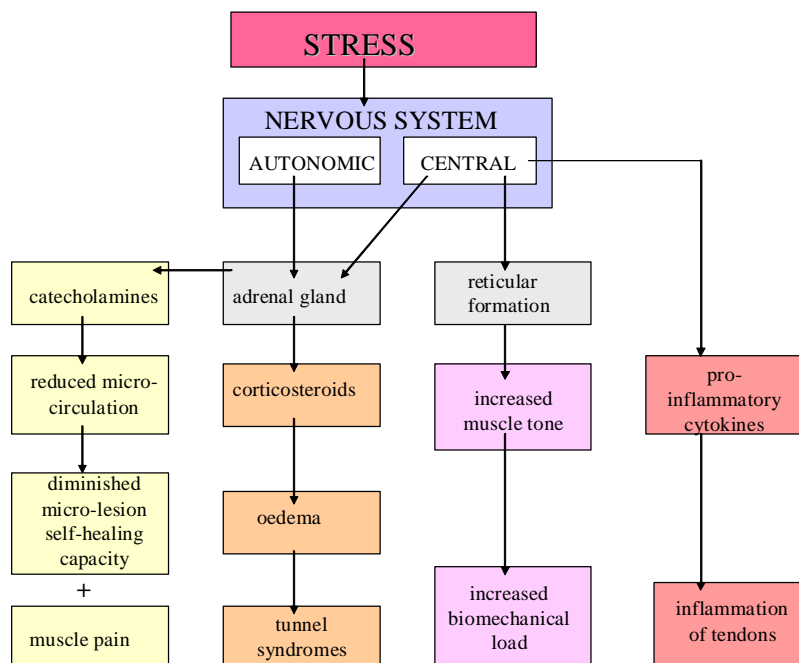 STRESS
NERVOUS SYSTEM
AUTONOMIC
CENTRAL
catecholamines
adrenal gland
reticular
formation
reduced micro-
circulation
corticosteroids
increased
muscle tone
pro-
inflammatory
cytokines
diminished
micro-lesion
self-healing
capacity
oedema
+
muscle pain
tunnel
syndromes
increased
biomechanical
load
inflammation
of tendons